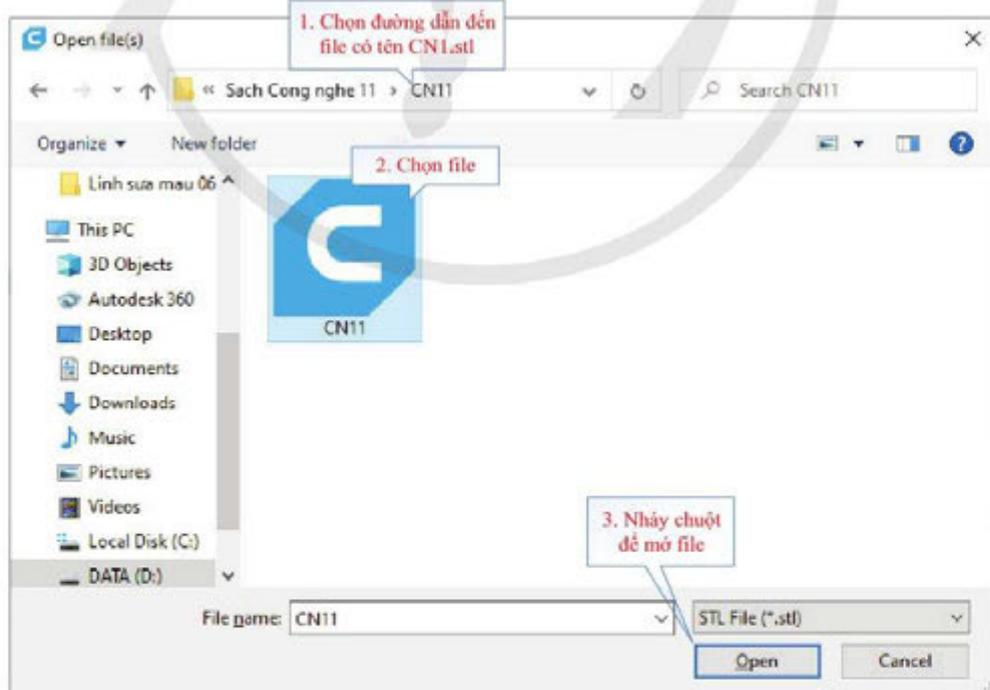 1. Chọn đường dẫn đến
file có tên CN1.stl
Open file(s)
« Sach Cong nghe 11 › CN11
Search CN11
Organize
New folder
2. Chọn file
Linh sua mau 06
This PC
3D Objects
Autodesk 360
Desktop
Documents
Downloads
Music
Pictures
Videos
Local Disk (C:)
DATA (D:)
CN11
3. Nháy chuột
để mở file
File name: CN11
STL File (*.stl)
Open
Cancel